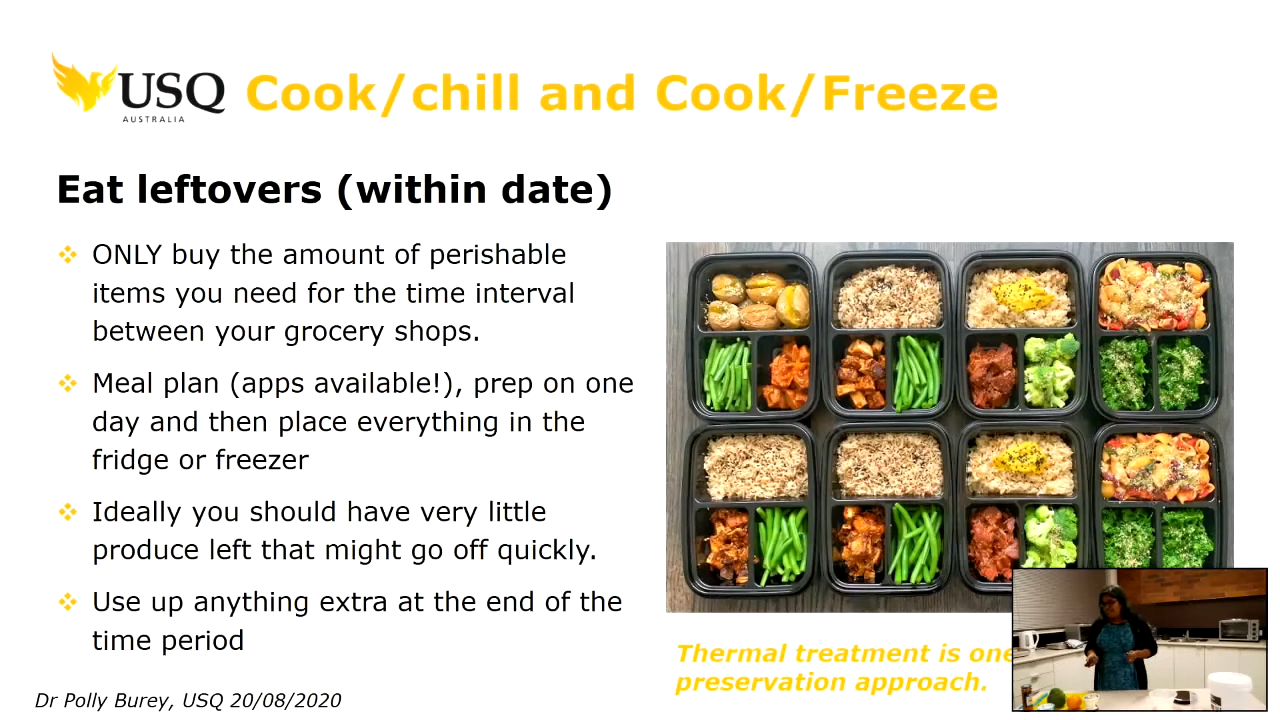 USQ
AUSTRALIA
Cook/chill and Cook/Freeze
Eat leftovers (within date)
ONLY buy the amount of perishable
items you need for the time interval
between your grocery shops.
Meal plan (apps available!), prep on one
day and then place everything in the
fridge or freezer
Ideally you should have very little
produce left that might go off quickly.
Use up anything extra at the end of the
time period
Thermal treatment is one
preservation approach.
Dr Polly Burey, USQ 20/08/2020